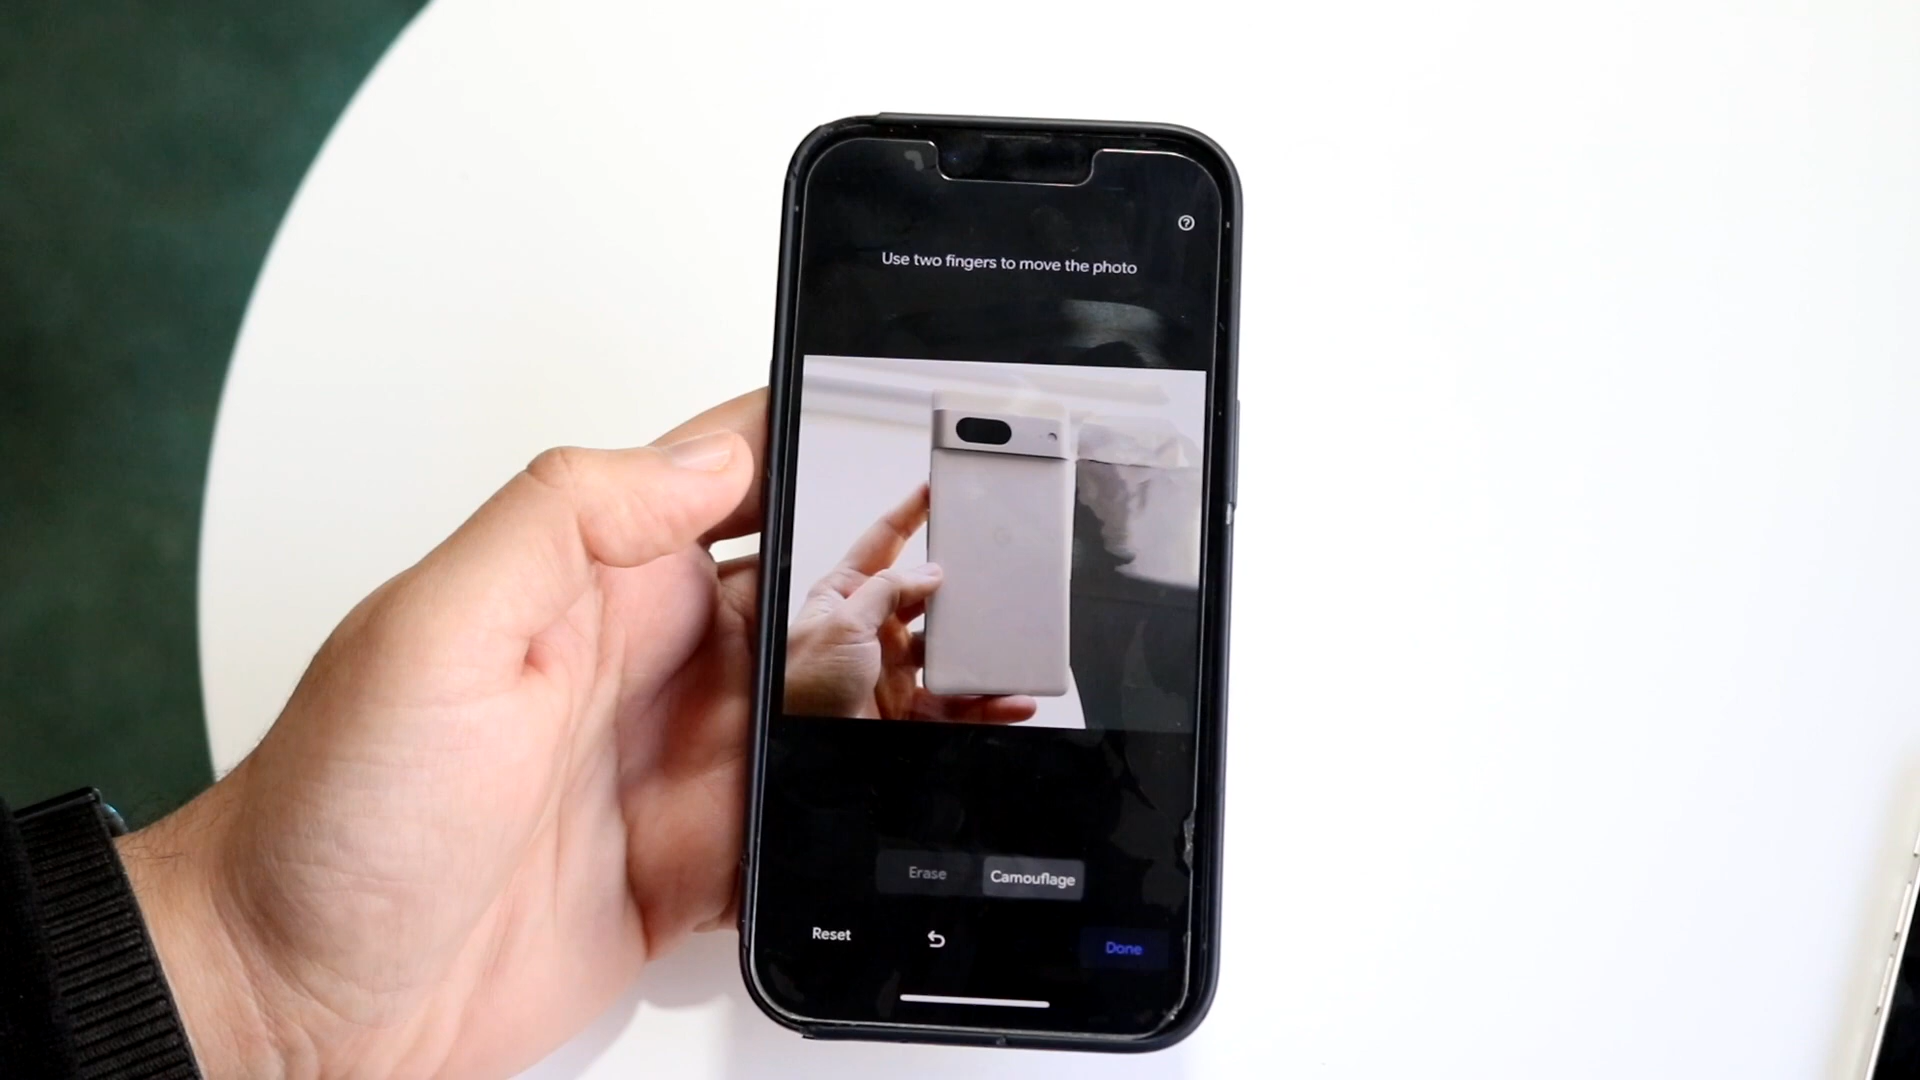 Use two fingers to move the photo
Erase
Camouflage
Reset
Done